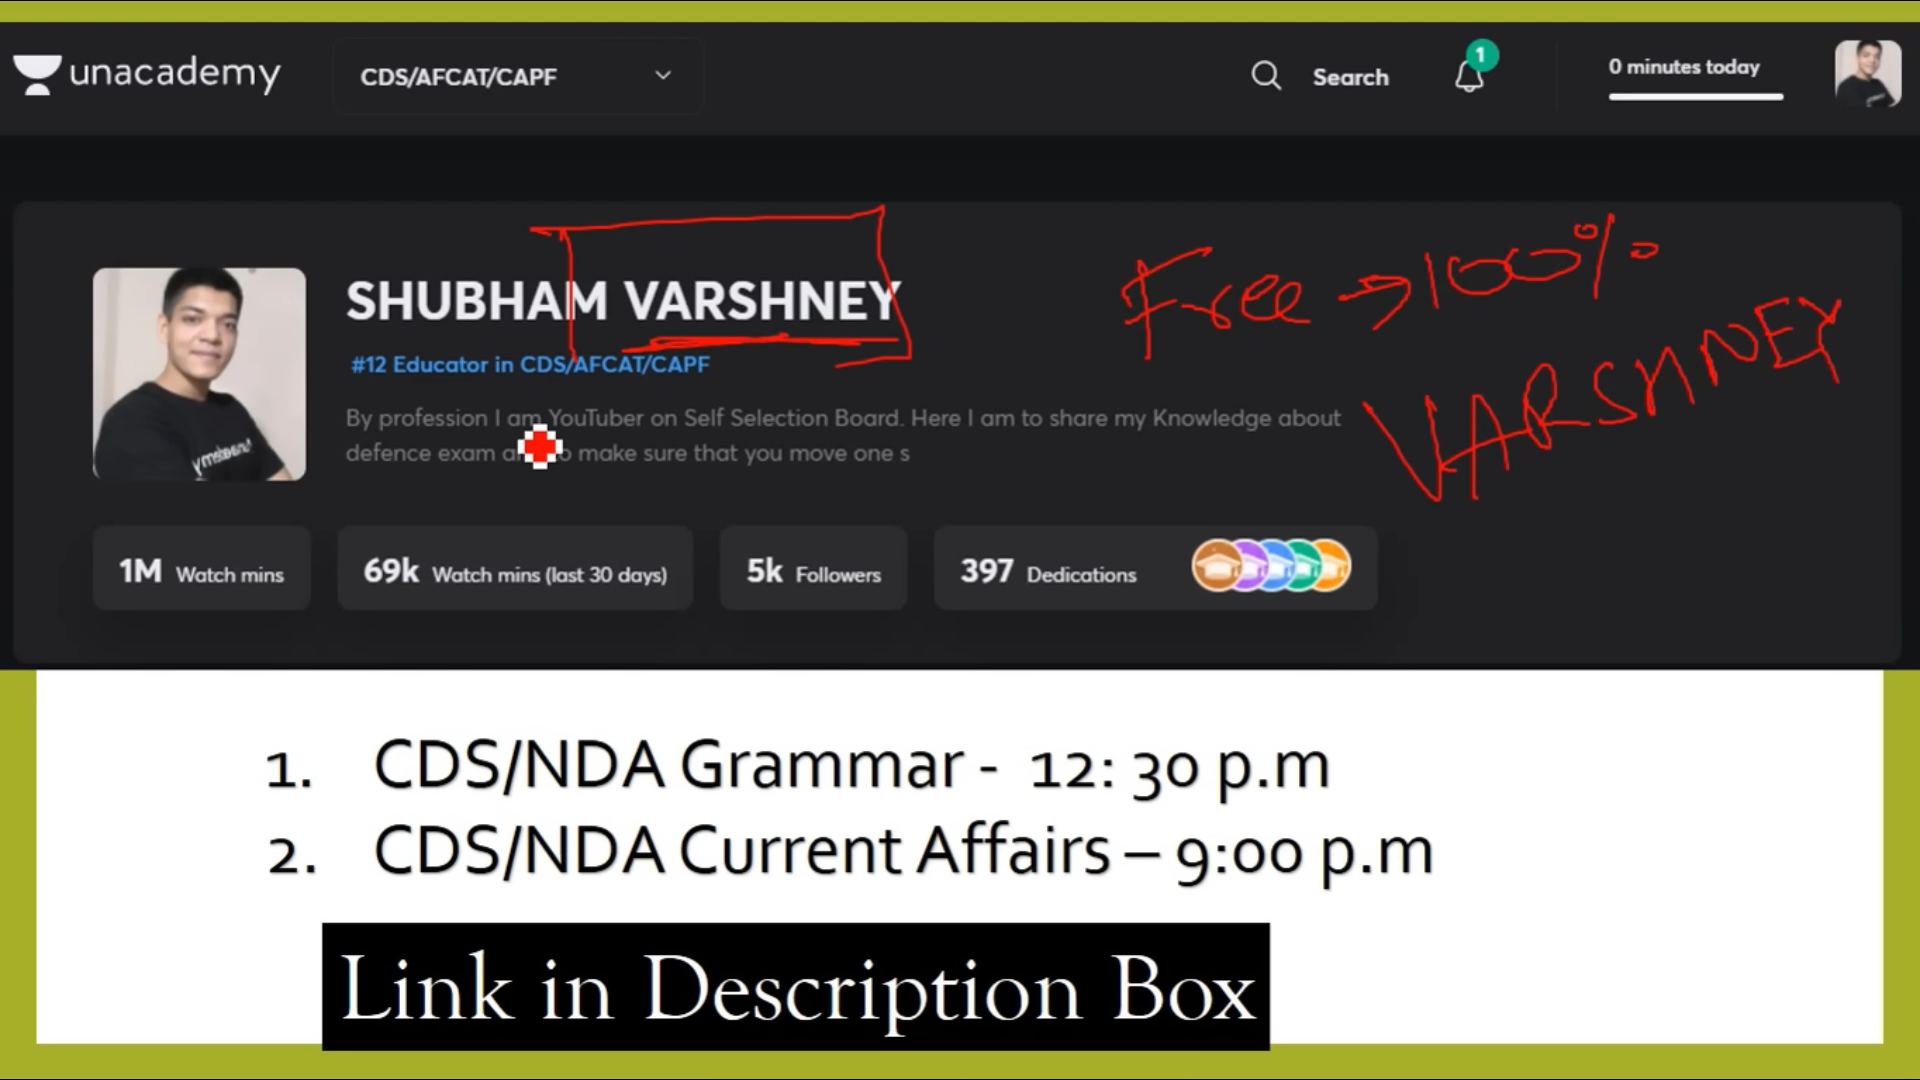 unacademy
CDS/AFCAT/CAPF
Search
1
0 minutes today
SHUBHAM VARSHNEY
#12 Educator in CDS/AFCAT/CAPF
By profession I am YouTuber on Self Selection Board. Here I am to share my Knowledge about
defence exam make sure that you move one s
Free → 100%
VARSHNEY
1M Watch mins
69k Watch mins (last 30 days)
5k Followers
397 Dedications
1. CDS/NDA Grammar - 12: 30 p.m
2. CDS/NDA Current Affairs – 9:00 p.m
Link in Description Box